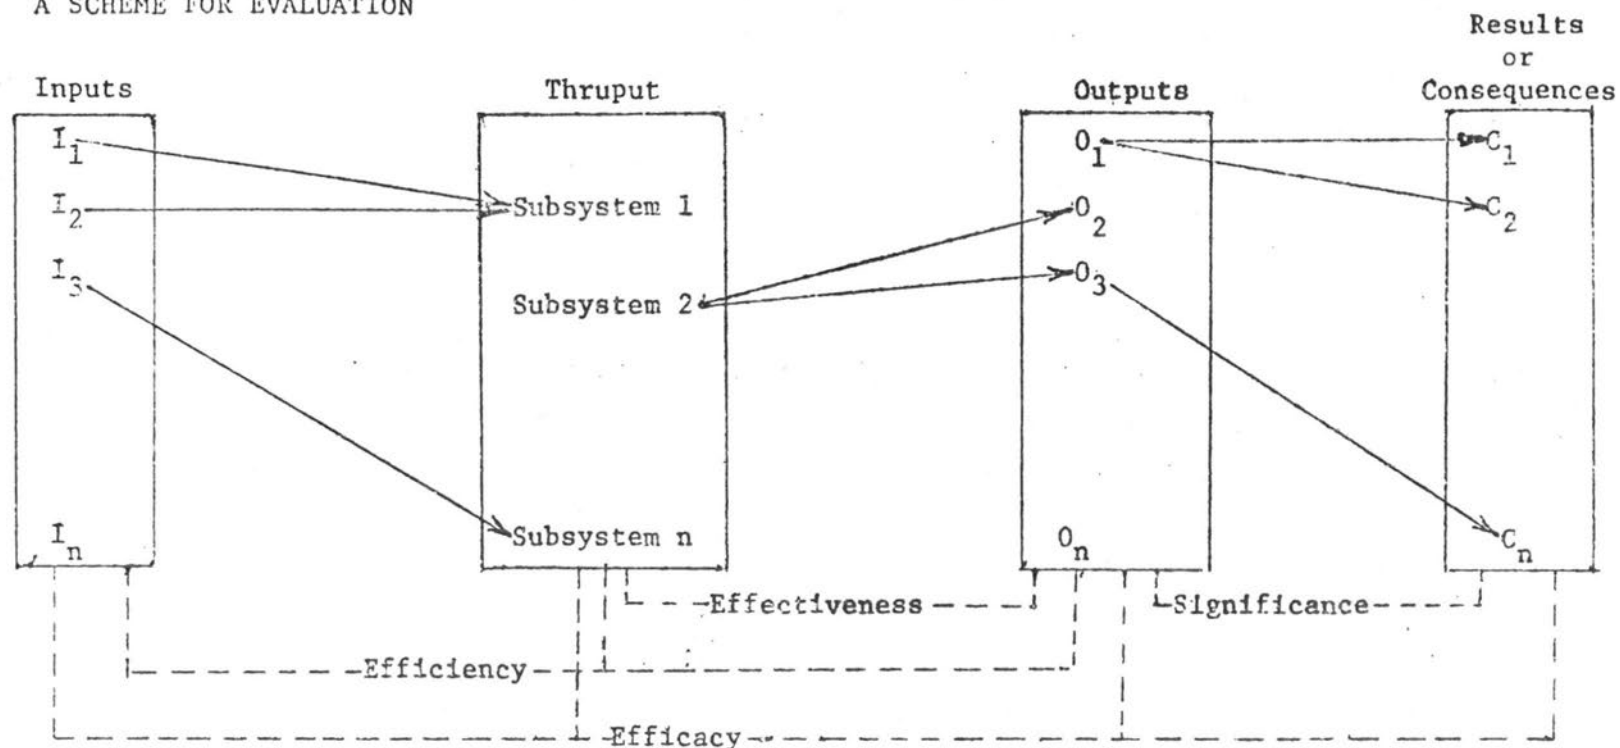 A SCHEME FOR EVALUATION
Results
or
Consequences
Inputs
Thruput
Outputs
I1
I2
I3
In
Subsystem 1
Subsystem 2
Subsystem n
O1
O2
O3
On
C1
C2
Cn
Effectiveness
Significance
Efficiency
Efficacy